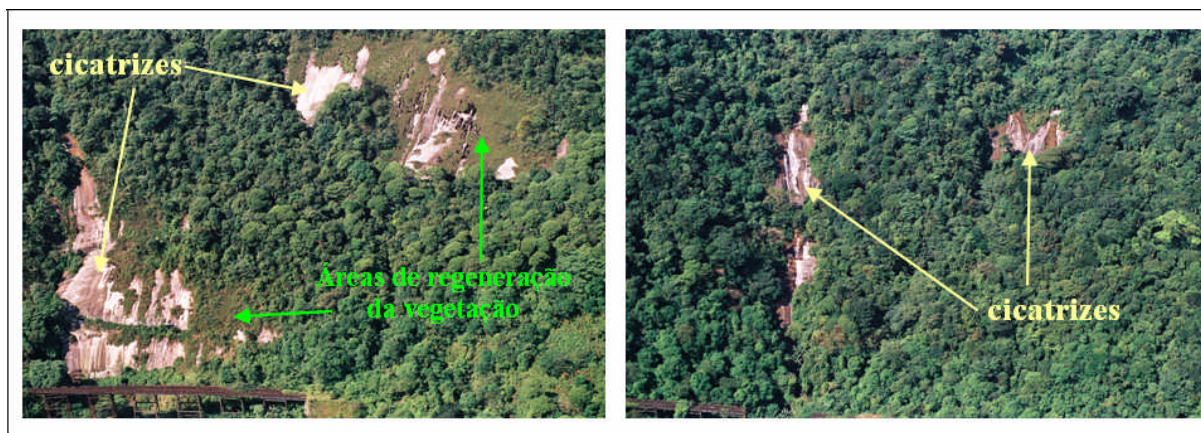 cicatrizes
Áreas de regeneração
da vegetação
cicatrizes